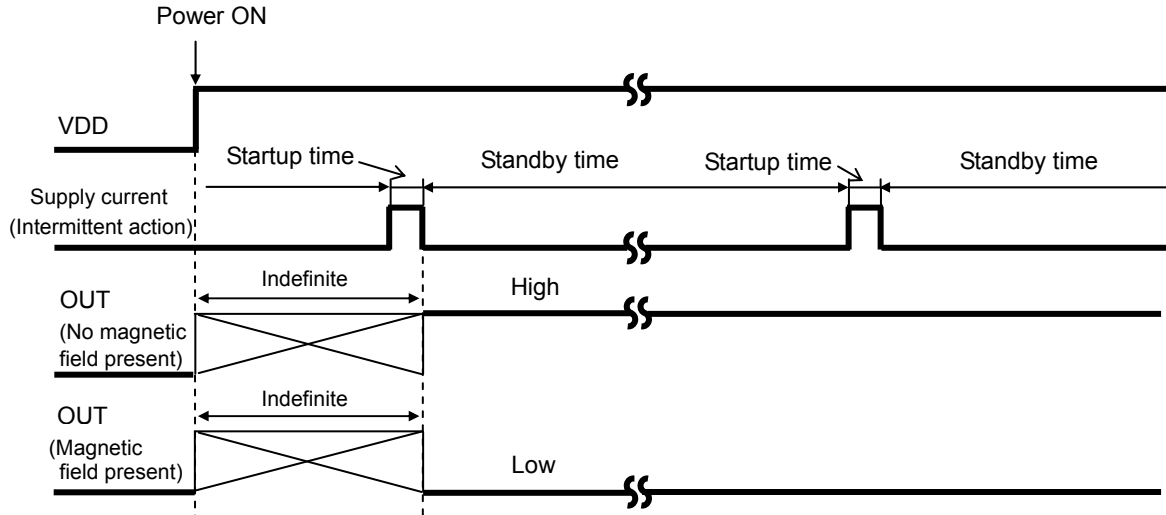 Power ON
VDD
Startup time
Standby time
Startup time
Standby time
Supply current
(Intermittent action)
Indefinite
High
OUT
(No magnetic
field present)
Indefinite
OUT
(Magnetic
field present)
Low